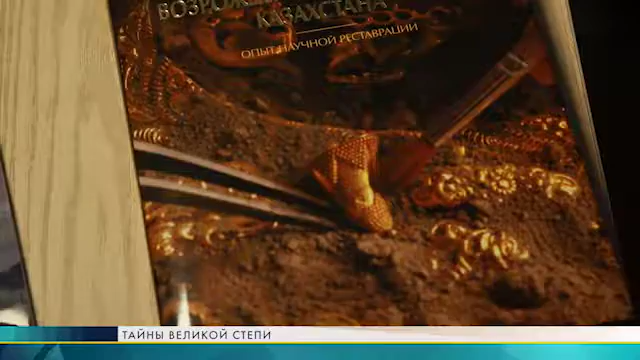 КАЗАХСТАНА
ОПЫТ НАУЧНОЙ РЕСТАВРАЦИИ
ТАЙНЫ ВЕЛИКОЙ СТЕПИ